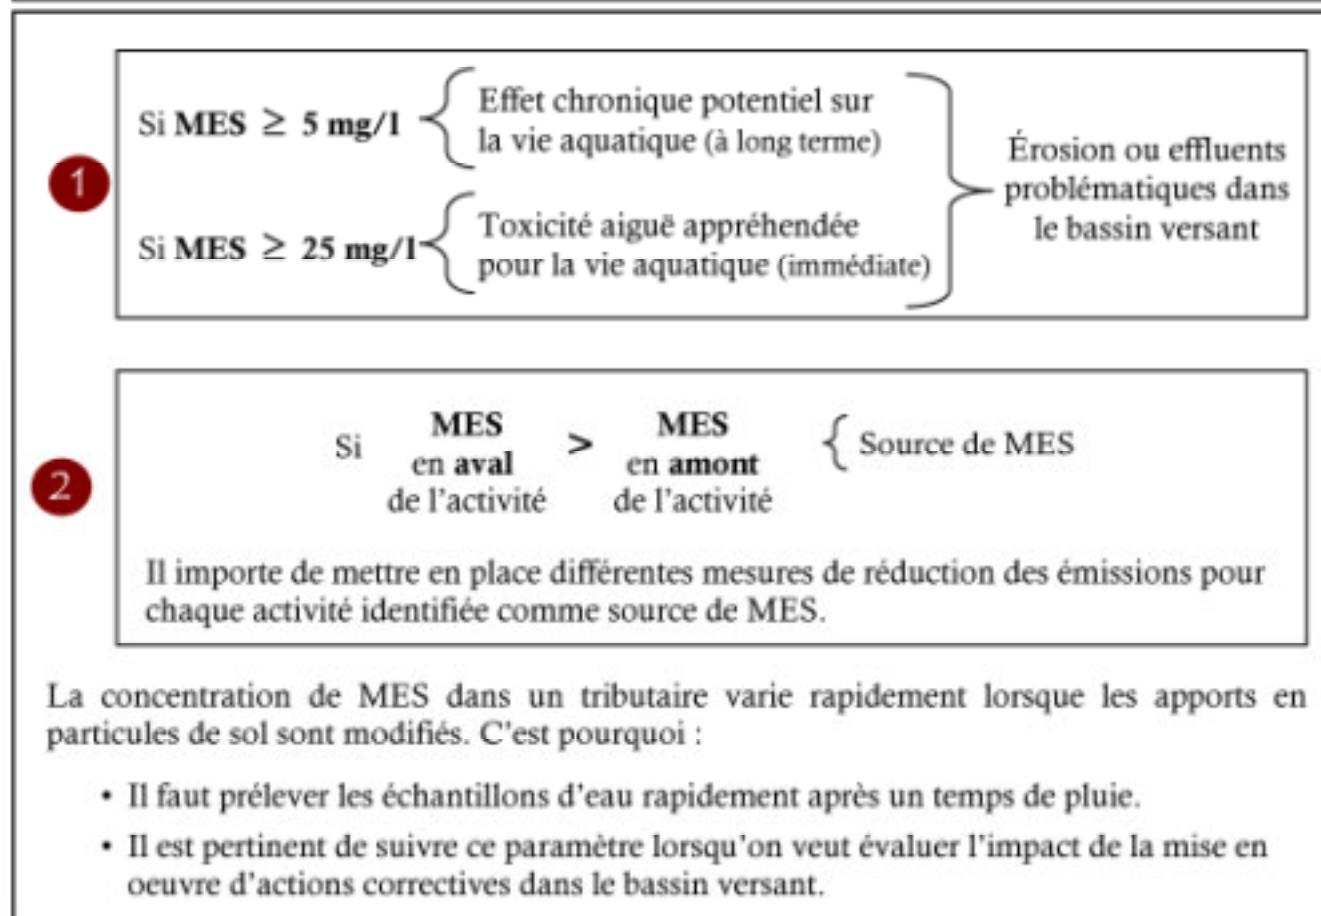 1
Si MES ≥ 5 mg/l
Effet chronique potentiel sur
la vie aquatique (à long terme)
Si MES ≥ 25 mg/l
Toxicité aiguë appréhendée
pour la vie aquatique (immédiate)
Érosion ou effluents
problématiques dans
le bassin versant
2
Si
MES
en aval
de l'activité
>
MES
en amont
de l'activité
Source de MES
Il importe de mettre en place différentes mesures de réduction des émissions pour
chaque activité identifiée comme source de MES.
La concentration de MES dans un tributaire varie rapidement lorsque les apports en
particules de sol sont modifiés. C'est pourquoi :
• Il faut prélever les échantillons d'eau rapidement après un temps de pluie.
• Il est pertinent de suivre ce paramètre lorsqu'on veut évaluer l'impact de la mise en
oeuvre d'actions correctives dans le bassin versant.